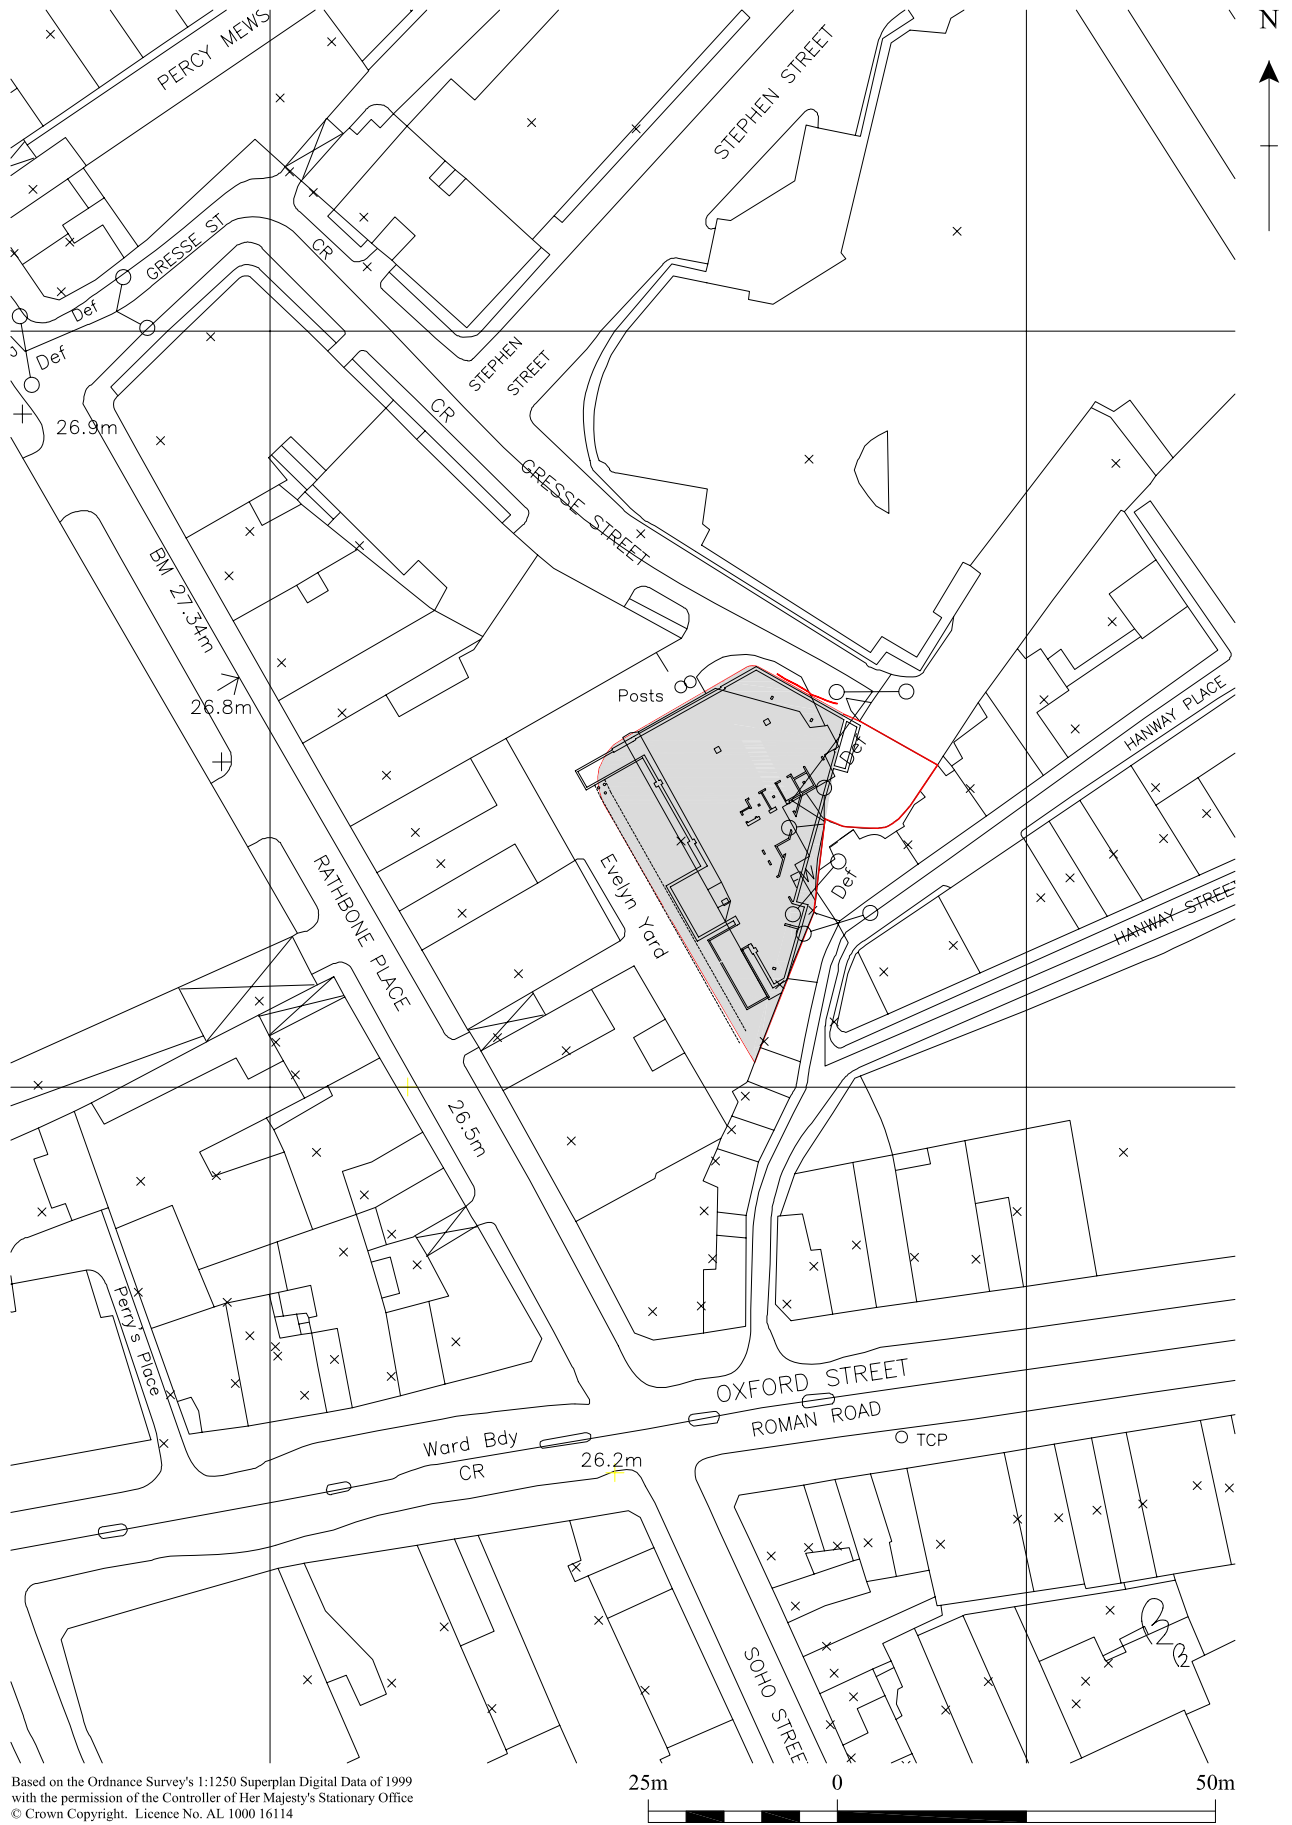 N
PERCY MEWS
STEPHEN STREET
GRESSE ST
CR
Def
Def
STEPHEN
STREET
CR
26.9m
GRESSE STREET
BM 27.34m
26.8m
Posts
HANWAY PLACE
Def
Evelyn Yard
FW
Def
RATHBONE PLACE
HANWAY STREET
26.5m
Perry's Place
OXFORD STREET
ROMAN ROAD
Ward Bdy
CR
26.2m
TCP
SOHO STREE
Based on the Ordnance Survey's 1:1250 Superplan Digital Data of 1999
with the permission of the Controller of Her Majesty's Stationary Office
© Crown Copyright. Licence No. AL 1000 16114
25m 0 50m